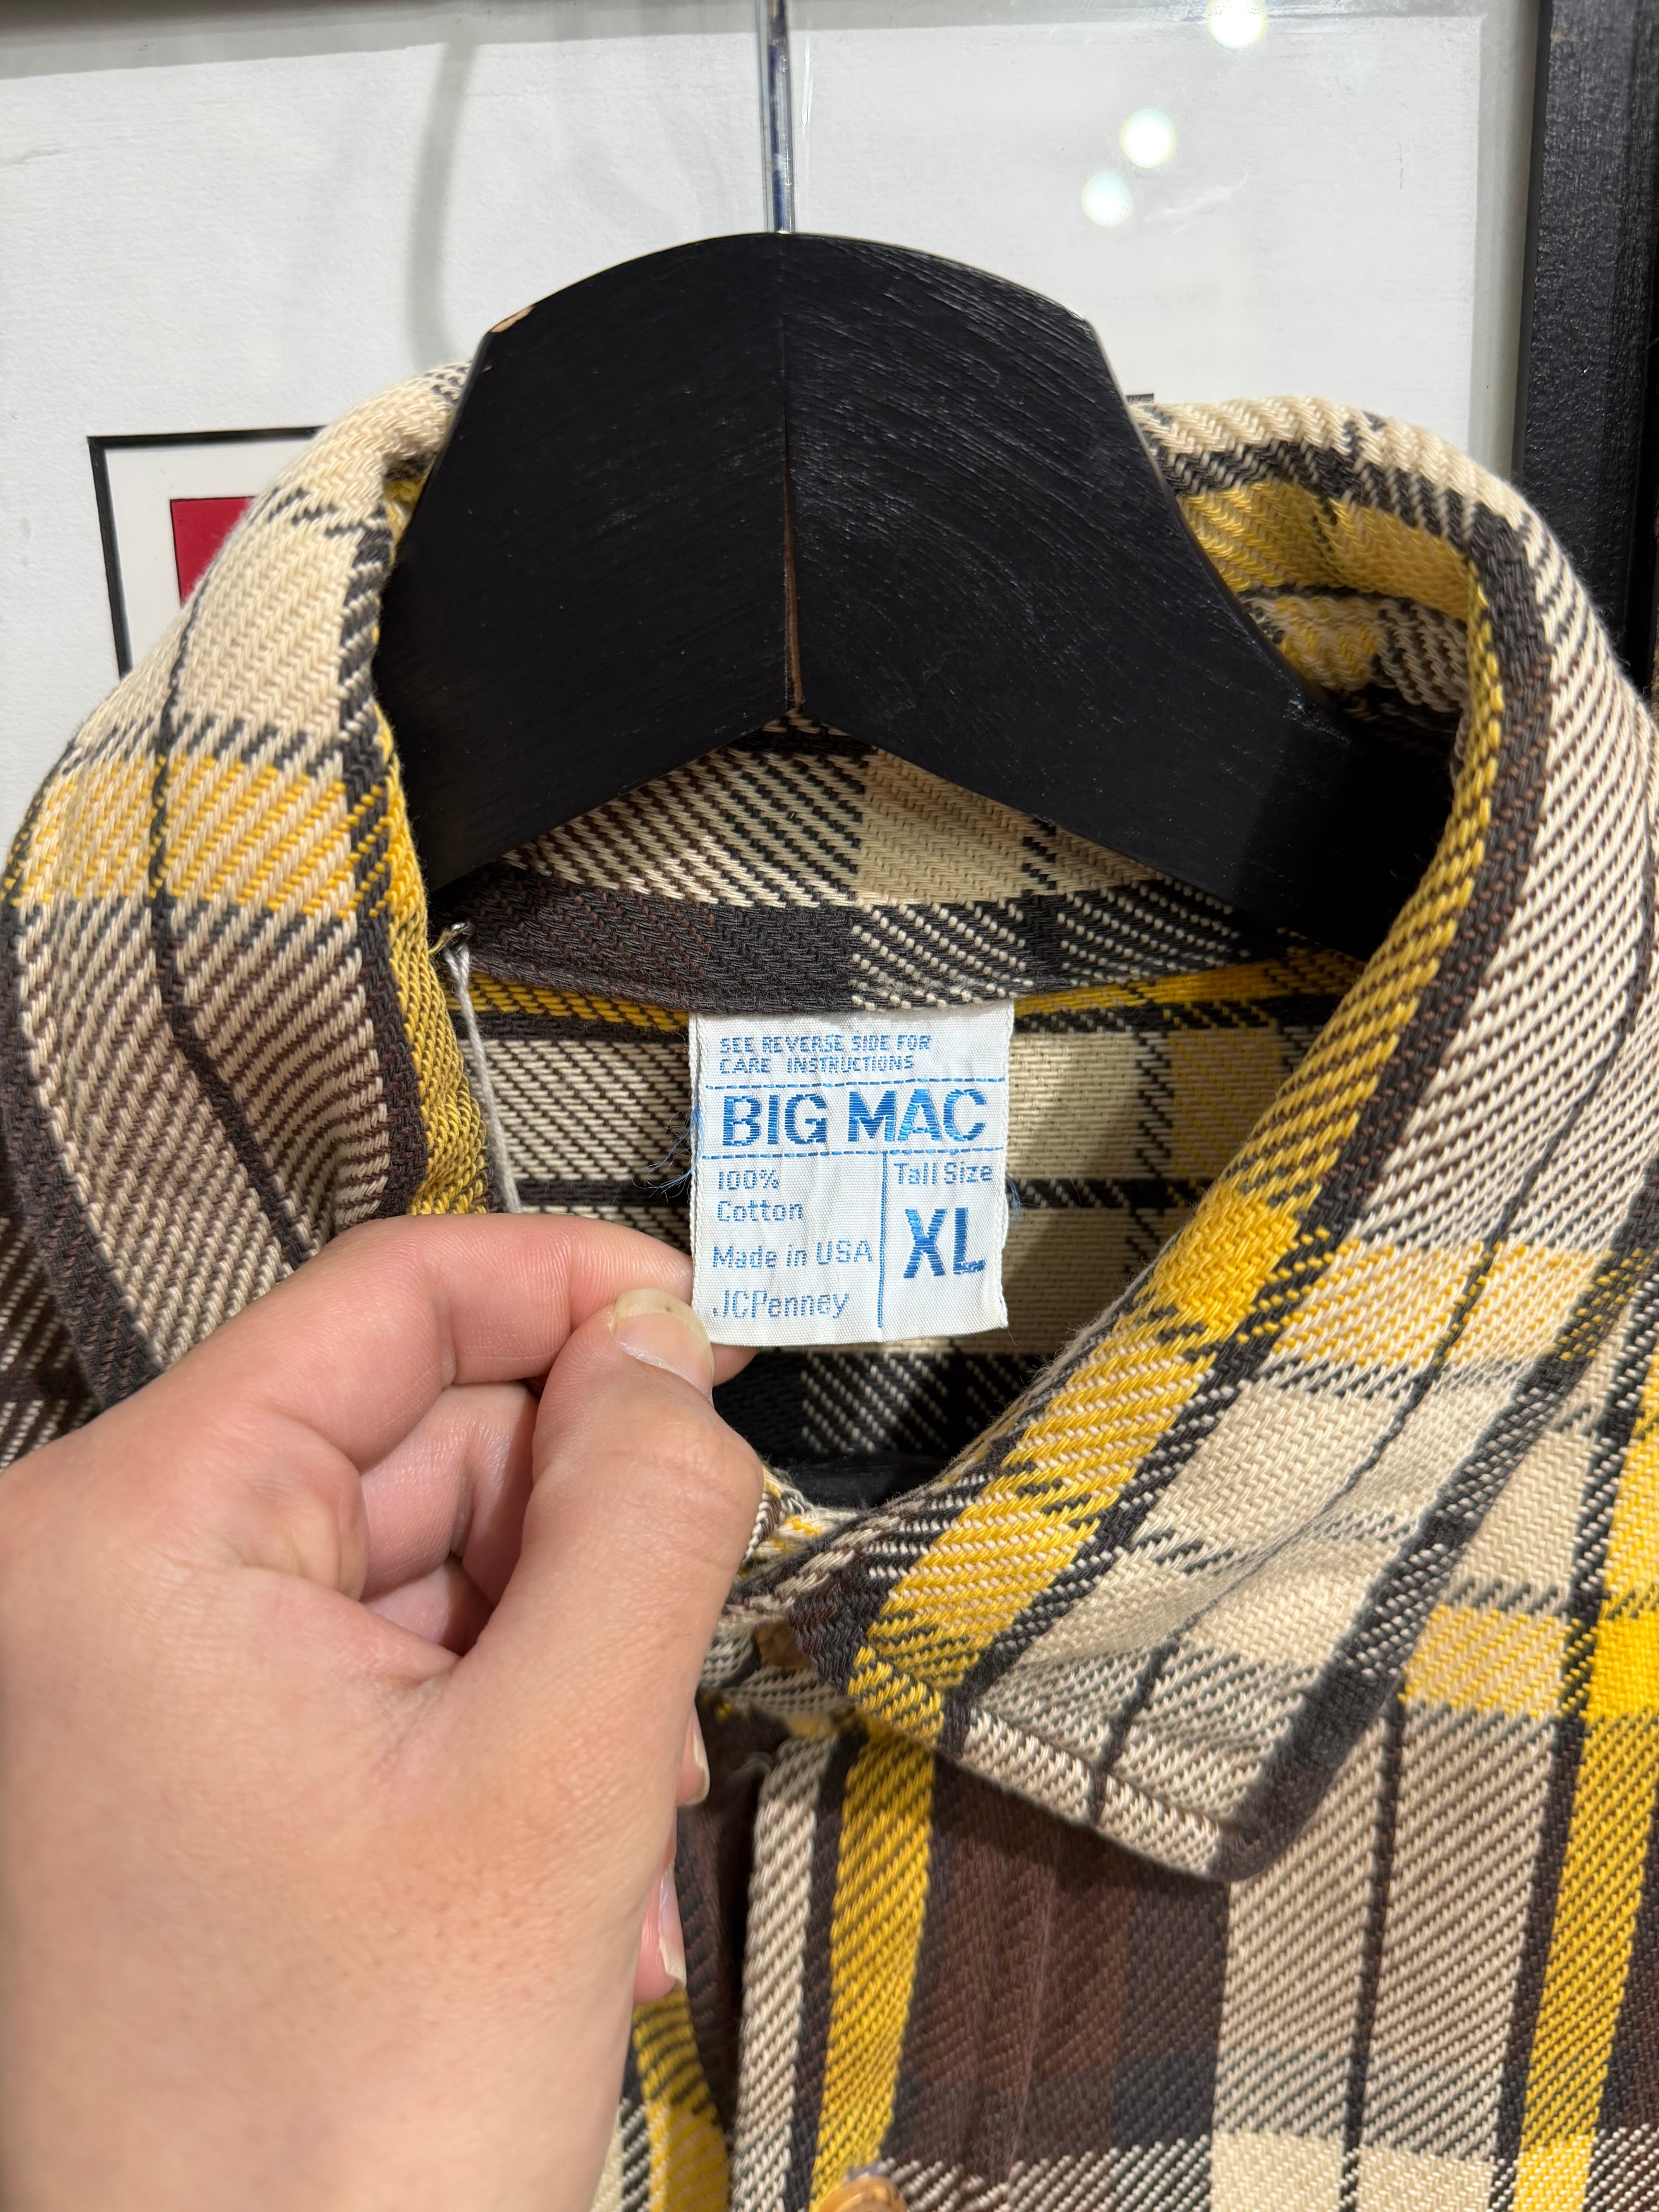 SEE REVERSE SIDE FOR
CARE INSTRUCTIONS
BIG MAC
100%
Cotton
Made in USA
JCPenney
Tall Size
XL